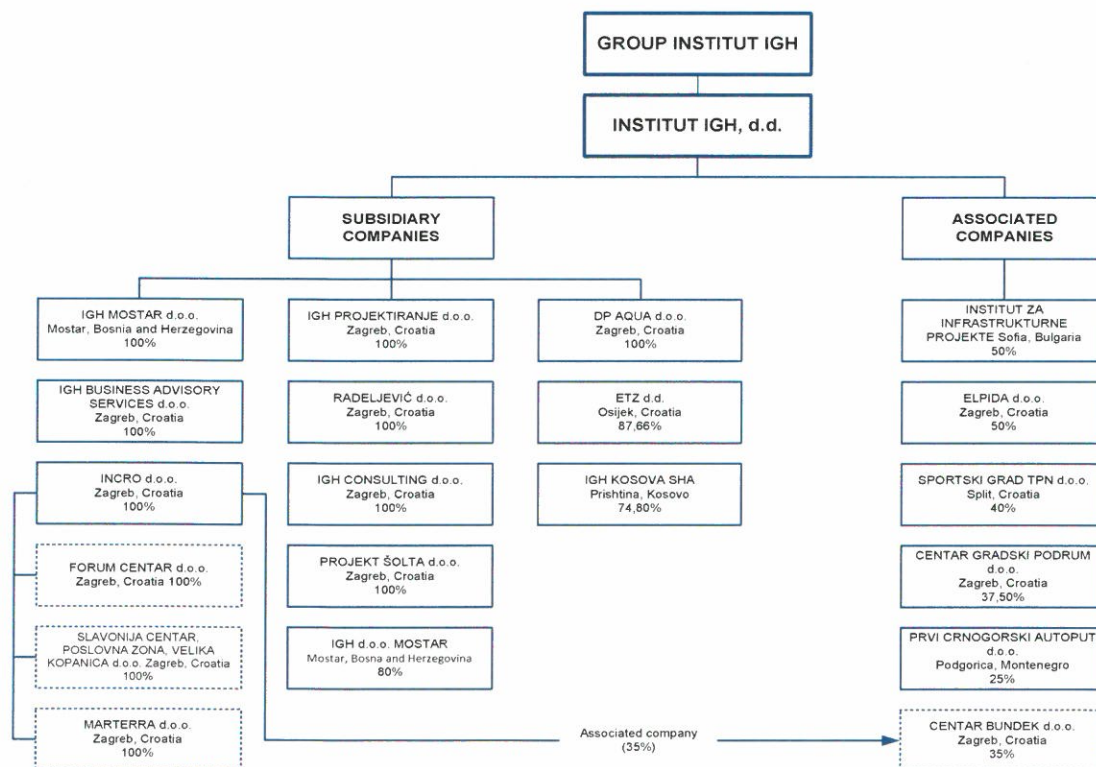 GROUP INSTITUT IGH
INSTITUT IGH, d.d.
SUBSIDIARY
COMPANIES
ASSOCIATED
COMPANIES
IGH MOSTAR d.o.o.
Mostar, Bosnia and Herzegovina
100%
IGH BUSINESS ADVISORY
SERVICES d.o.o.
Zagreb, Croatia
100%
INCRO d.o.o.
Zagreb, Croatia
100%
FORUM CENTAR d.o.o.
Zagreb, Croatia 100%
SLAVONIJA CENTAR,
POSLOVNA ZONA, VELIKA
KOPANICA d.o.o. Zagreb, Croatia
100%
MARTERRA d.o.o.
Zagreb, Croatia
100%
IGH PROJEKTIRANJE d.o.o.
Zagreb, Croatia
100%
RADELJEVIĆ d.o.o.
Zagreb, Croatia
100%
IGH CONSULTING d.o.o.
Zagreb, Croatia
100%
PROJEKT ŠOLTA d.o.o.
Zagreb, Croatia
100%
IGH d.o.o. MOSTAR
Mostar, Bosna and Herzegovina
80%
DP AQUA d.o.o.
Zagreb, Croatia
100%
ETZ d.d.
Osijek, Croatia
87,66%
IGH KOSOVA SHA
Prishtina, Kosovo
74,80%
Associated company
(35%)
INSTITUT ZA
INFRASTRUKTURNE
PROJEKTE Sofia, Bulgaria
50%
ELPIDA d.o.o.
Zagreb, Croatia
50%
SPORTSKI GRAD TPN d.o.o.
Split, Croatia
40%
CENTAR GRADSKI PODRUM
d.o.o.
Zagreb, Croatia
37,50%
PRVI CRNOGORSKI AUTOPUT
d.o.o.
Podgorica, Montenegro
25%
CENTAR BUNDEK d.o.o.
Zagreb, Croatia
35%